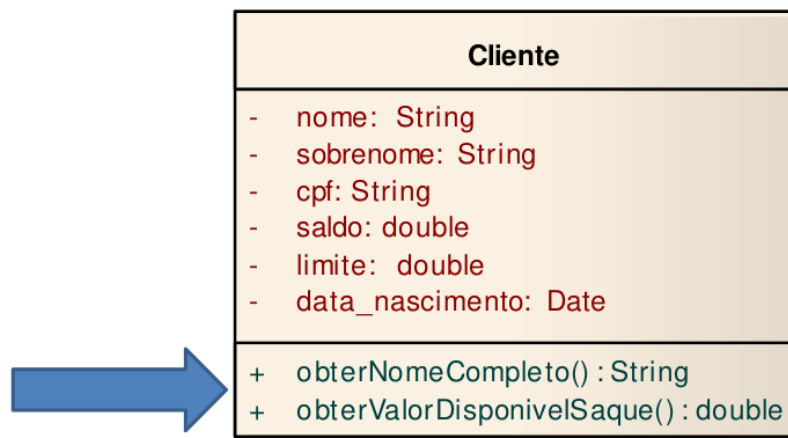 Cliente
- nome: String
- sobrenome: String
- cpf: String
- saldo: double
- limite: double
- data_nascimento: Date
+ obterNomeCompleto() : String
+ obterValorDisponivelSaque() : double